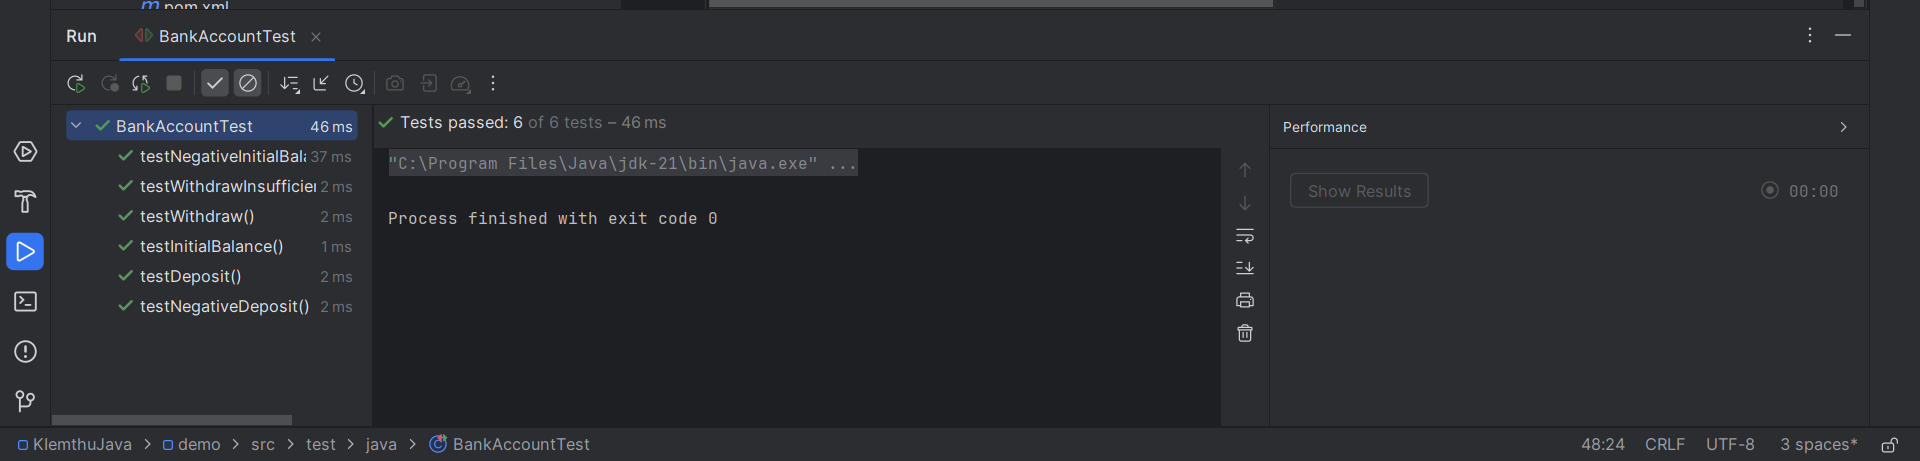 pom.xml
Run BankAccountTest
BankAccountTest 46 ms
testNegativeInitialBal 37 ms
testWithdrawInsufficie 2 ms
testWithdraw() 2 ms
testInitialBalance() 1 ms
testDeposit() 2 ms
testNegativeDeposit() 2 ms
Tests passed: 6 of 6 tests – 46 ms
"C:\Program Files\Java\jdk-21\bin\java.exe" ...
Process finished with exit code 0
Performance
Show Results 00:00
KlemthuJava > demo > src > test > java > BankAccountTest 48:24 CRLF UTF-8 3 spaces*